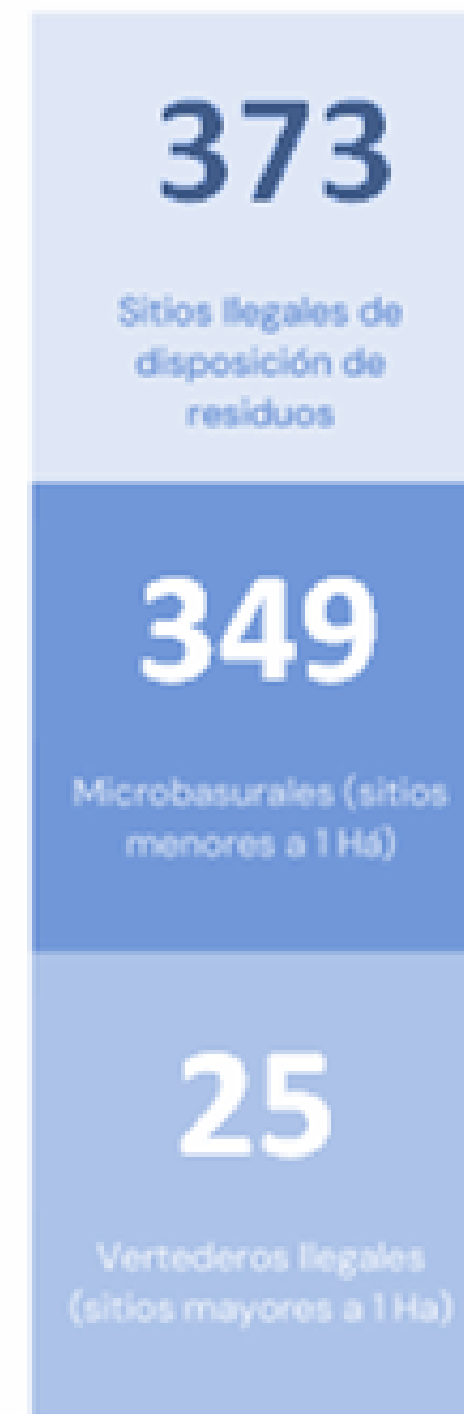 373
Sitios Ilegales de
disposición de
residuos
349
Microbasurales (sitios
menores a 1 Há)
25
Vertederos Ilegales
(sitios mayores a 1 Ha)